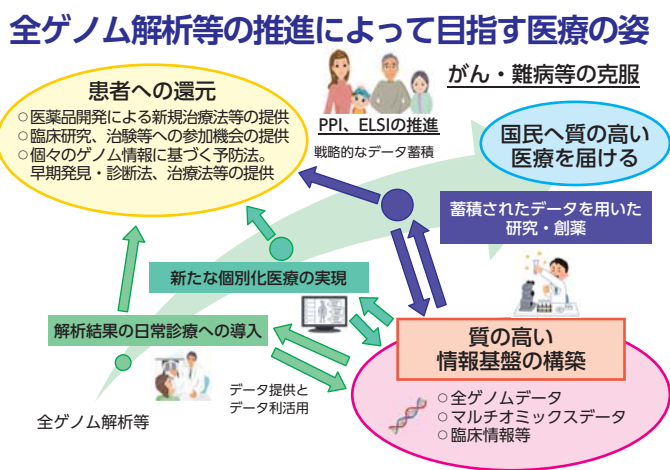 全ゲノム解析等の推進によって目指す医療の姿
患者への還元
○医薬品開発による新規治療法等の提供
○臨床研究、治験等への参加機会の提供
○個々のゲノム情報に基づく予防法。
早期発見・診断法、治療法等の提供
PPI、ELSIの推進
戦略的なデータ蓄積
がん・難病等の克服
国民へ質の高い
医療を届ける
蓄積されたデータを用いた
研究・創薬
新たな個別化医療の実現
解析結果の日常診療への導入
質の高い
情報基盤の構築
○全ゲノムデータ
○マルチオミックスデータ
○臨床情報等
データ提供と
データ利活用
全ゲノム解析等